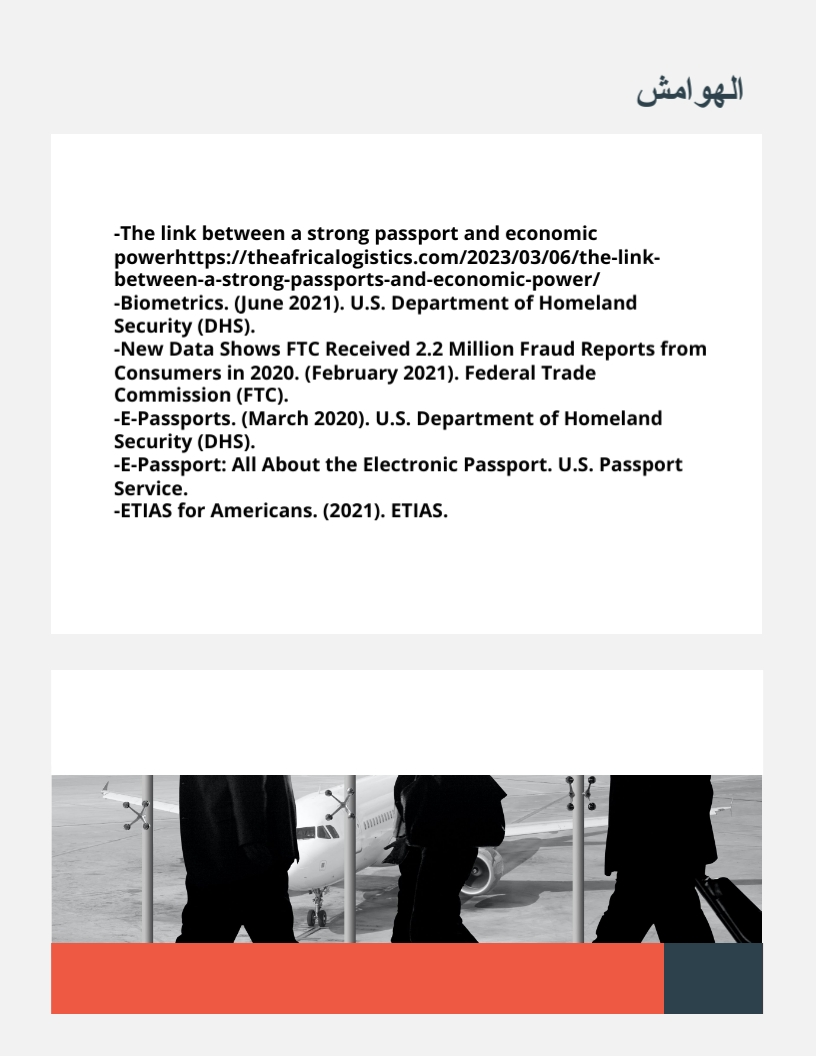 الهوامش
-The link between a strong passport and economic
powerhttps://theafricalogistics.com/2023/03/06/the-link-
between-a-strong-passports-and-economic-power/
-Biometrics. (June 2021). U.S. Department of Homeland
Security (DHS).
-New Data Shows FTC Received 2.2 Million Fraud Reports from
Consumers in 2020. (February 2021). Federal Trade
Commission (FTC).
-E-Passports. (March 2020). U.S. Department of Homeland
Security (DHS).
-E-Passport: All About the Electronic Passport. U.S. Passport
Service.
-ETIAS for Americans. (2021). ETIAS.